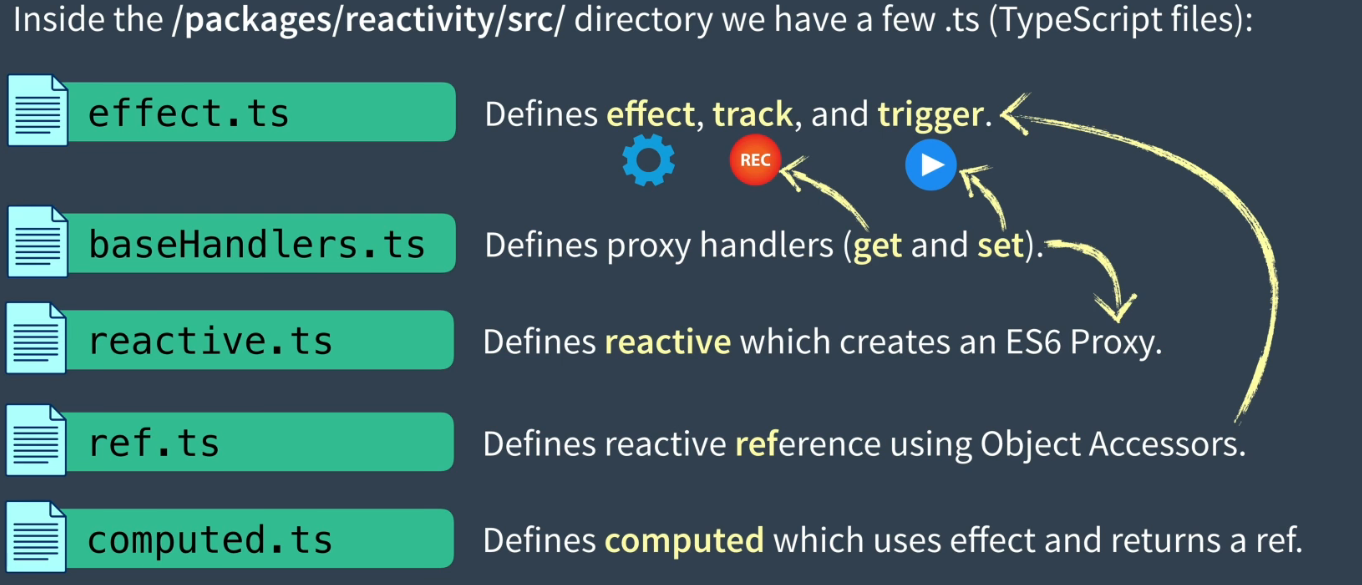 Inside the /packages/reactivity/src/ directory we have a few .ts (TypeScript files):
effect.ts Defines effect, track, and trigger.
REC
baseHandlers.ts Defines proxy handlers (get and set).
reactive.ts Defines reactive which creates an ES6 Proxy.
ref.ts Defines reactive reference using Object Accessors.
computed.ts Defines computed which uses effect and returns a ref.